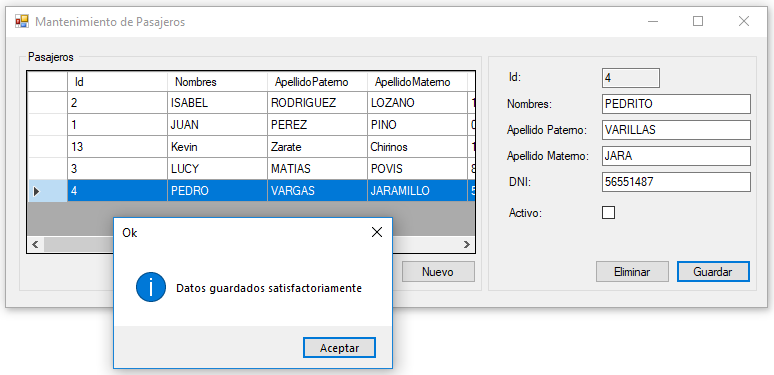 Mantenimiento de Pasajeros
Pasajeros
Id Nombres ApellidoPaterno ApellidoMaterno
2 ISABEL RODRIGUEZ LOZANO 1
1 JUAN PEREZ PINO 0
13 Kevin Zarate Chirinos 1
3 LUCY MATIAS POVIS 8
4 PEDRO VARGAS JARAMILLO 5
Nuevo
Id: 4
Nombres: PEDRITO
Apellido Paterno: VARILLAS
Apellido Materno: JARA
DNI: 56551487
Activo:
Eliminar Guardar
Ok
Datos guardados satisfactoriamente
Aceptar